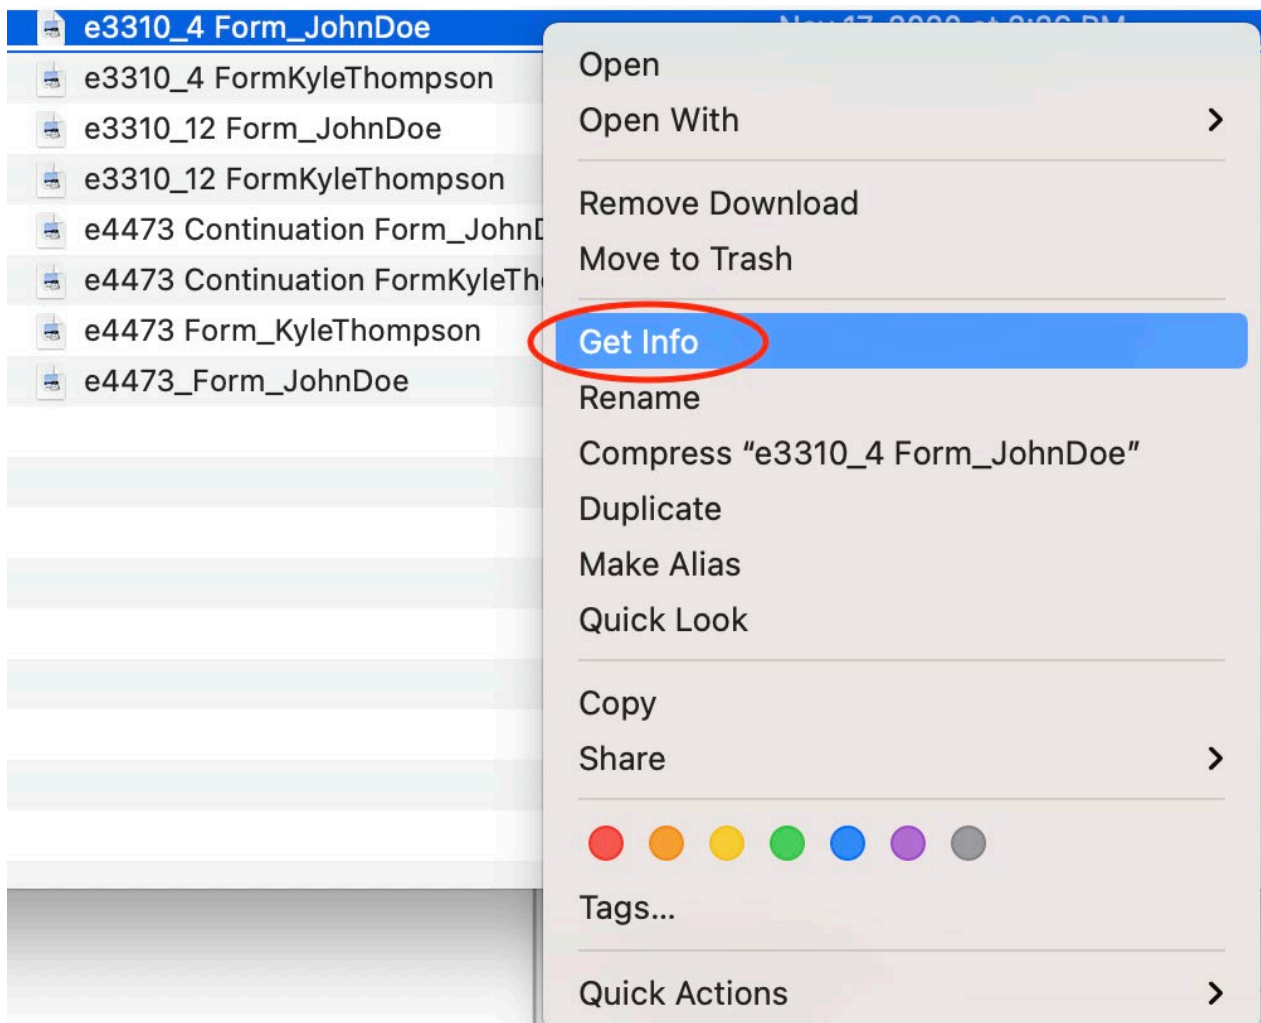 e3310_4 Form_JohnDoe
e3310_4 FormKyleThompson
e3310_12 Form_JohnDoe
e3310_12 FormKyleThompson
e4473 Continuation Form_John
e4473 Continuation FormKyleTh
e4473 Form_KyleThompson
e4473_Form_JohnDoe
Open
Open With
Remove Download
Move to Trash
Get Info
Rename
Compress “e3310_4 Form_JohnDoe”
Duplicate
Make Alias
Quick Look
Copy
Share
Tags...
Quick Actions